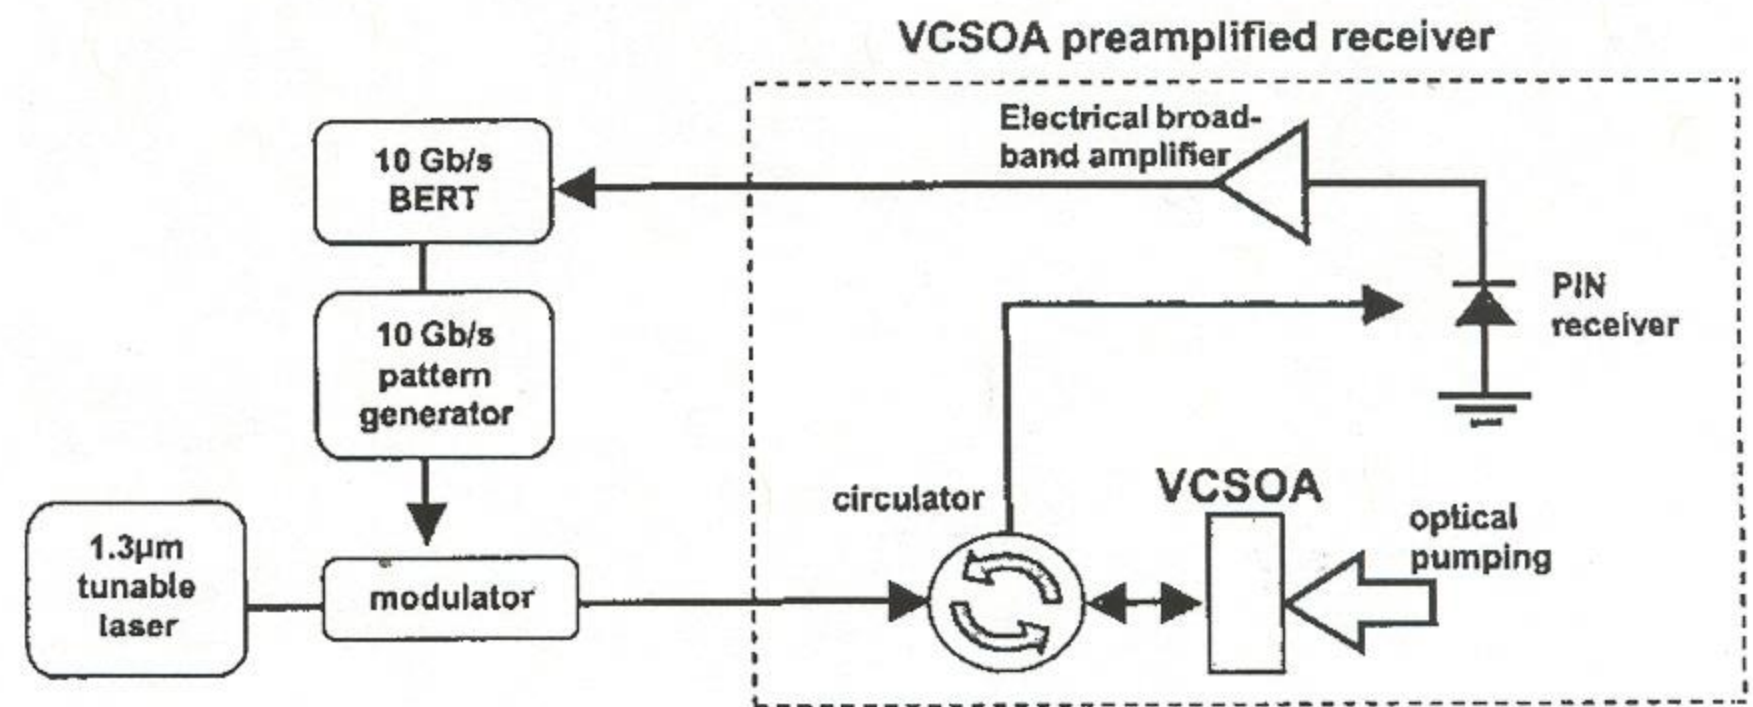 VCSOA preamplified receiver
Electrical broad-
band amplifier
10 Gb/s
BERT
PIN
receiver
10 Gb/s
pattern
generator
circulator
VCSOA
optical
pumping
1.3µm
tunable
laser
modulator